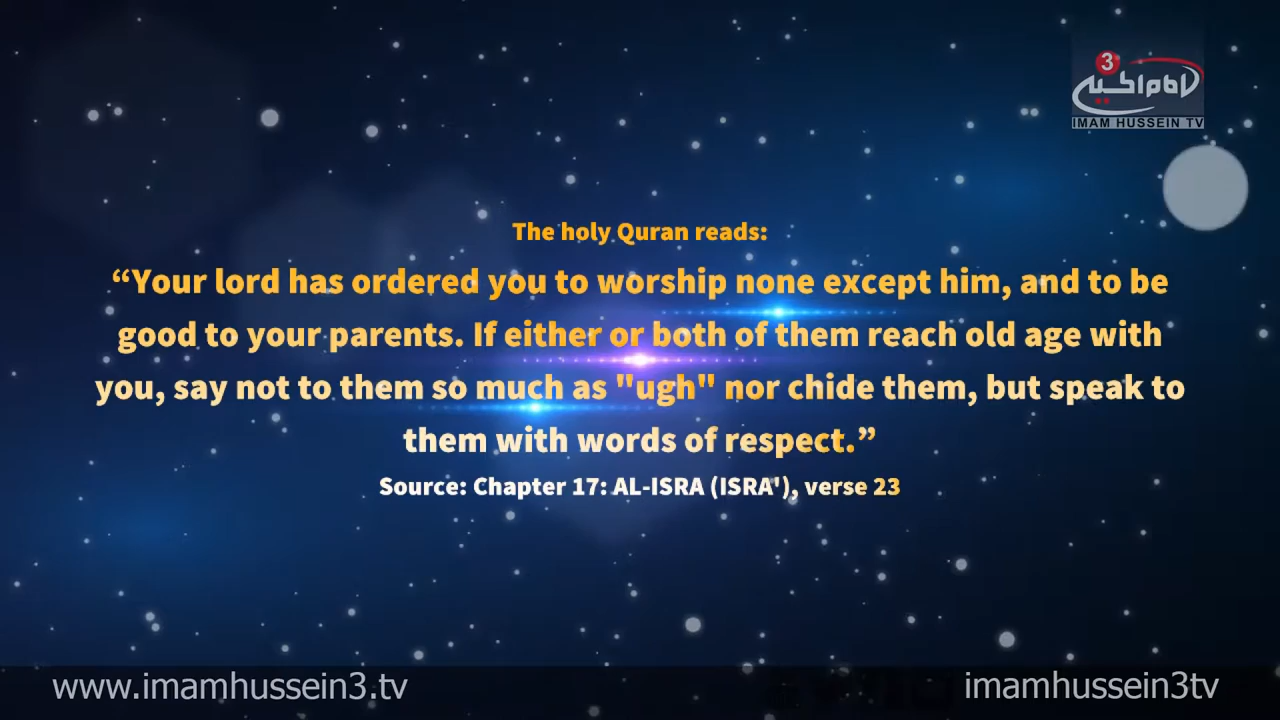 3
الامام الحسين
IMAM HUSSEIN TV
The holy Quran reads:
“Your lord has ordered you to worship none except him, and to be
good to your parents. If either or both of them reach old age with
you, say not to them so much as "ugh" nor chide them, but speak to
them with words of respect.”
Source: Chapter 17: AL-ISRA (ISRA'), verse 23
www.imamhussein3.tv
imamhussein3tv